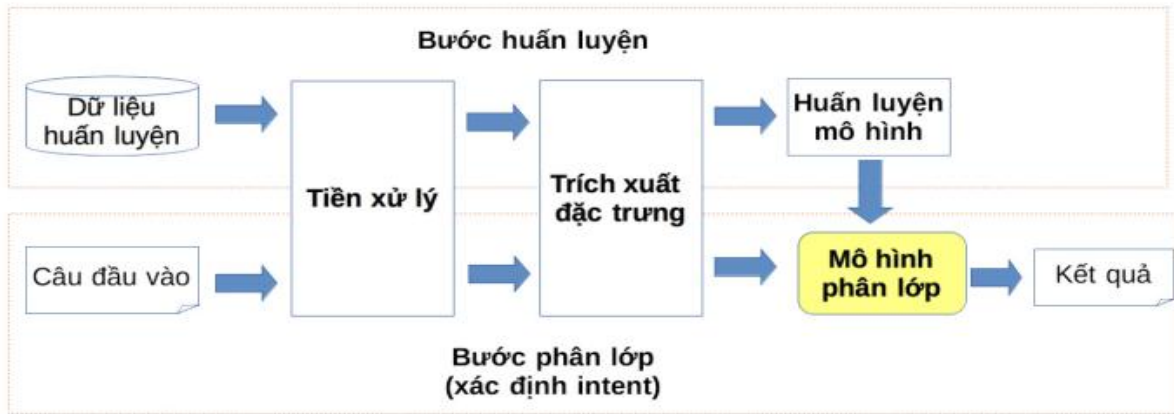 Bước huấn luyện
Dữ liệu
huấn luyện
Tiền xử lý
Trích xuất
đặc trưng
Huấn luyện
mô hình
Câu đầu vào
Mô hình
phân lớp
Kết quả
Bước phân lớp
(xác định intent)